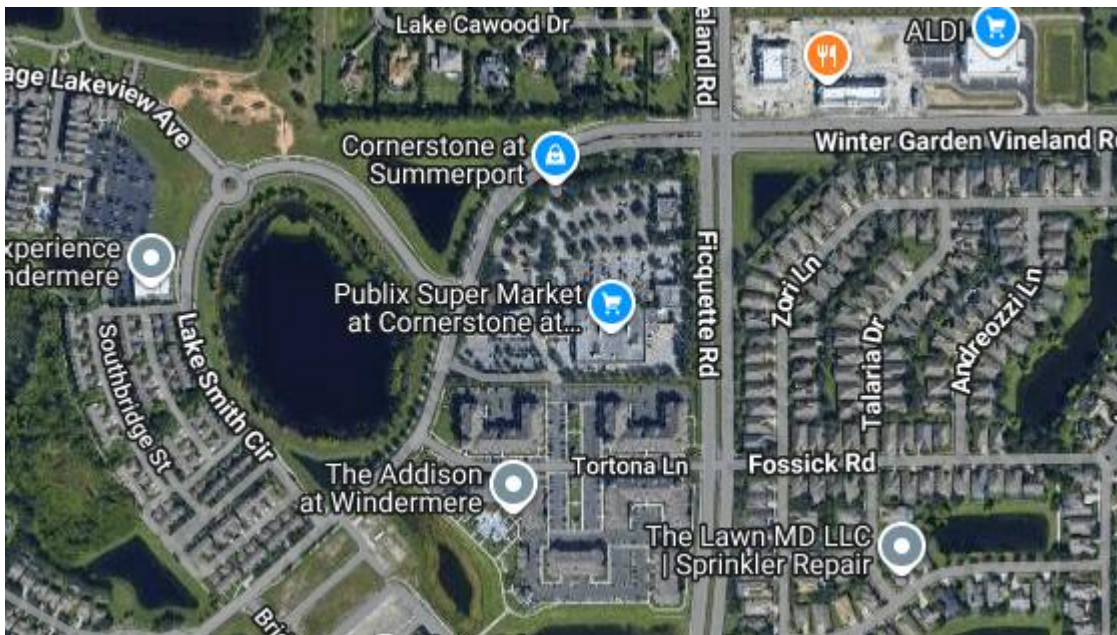 Lake Cawood Dr
eland Rd
ALDI
age Lakeview Ave
Cornerstone at
Summerport
Winter Garden Vineland R
xperience
ndermere
Publix Super Market
at Cornerstone at...
Ficquette Rd
Zori Ln
Talaria Dr
Andreozzi Ln
Southbridge St
Lake Smith Cir
The Addison
at Windermere
Tortona Ln
Fossick Rd
The Lawn MD LLC
| Sprinkler Repair
Bri